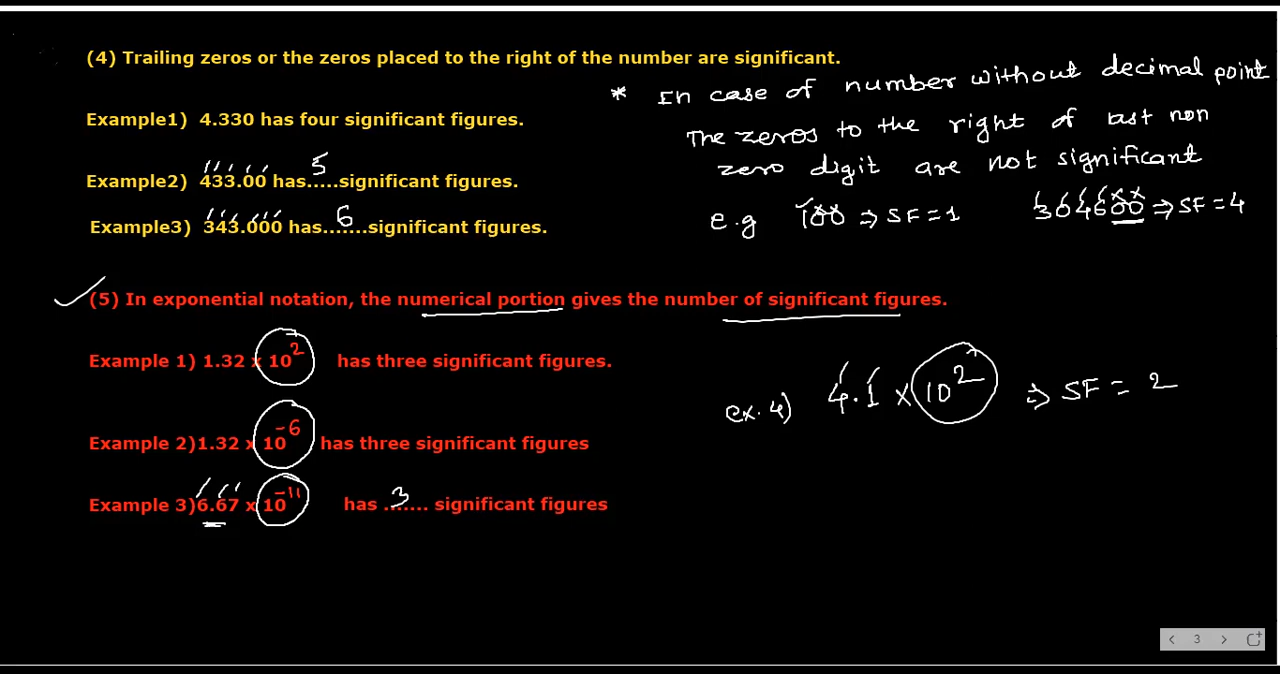 (4) Trailing zeros or the zeros placed to the right of the number are significant.
* In case of number without decimal point
The zeros to the right of last non
zero digit are not significant
e.g 100 ⇒ SF = 1 304600 ⇒ SF = 4
Example1) 4.330 has four significant figures.
Example2) 433.00 has.....5 significant figures.
Example3) 343.000 has.......6 significant figures.
(5) In exponential notation, the numerical portion gives the number of significant figures.
Example 1) 1.32 x 10² has three significant figures.
ex. 4) 4.1 × 10² ⇒ SF = 2
Example 2)1.32 x 10⁻⁶ has three significant figures
Example 3)6.67 x 10⁻¹¹ has ..3..... significant figures
3